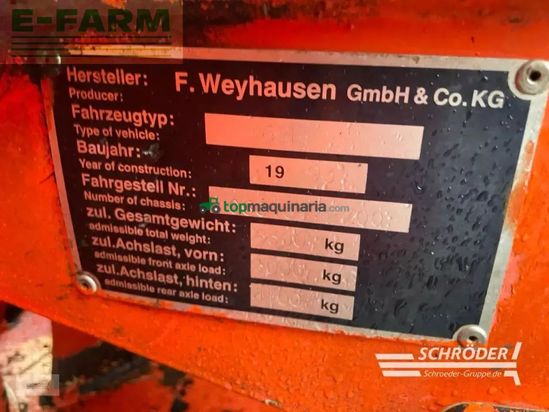 E-FARM
Hersteller: F. Weyhausen GmbH & Co. KG
Producer:
Fahrzeugtyp:
Type of vehicle:
Baujahr:
Year of construction: 19
Fahrgestell Nr.:
Number of chassis:
topmaquinaria.com
zul. Gesamtgewicht: kg
admissible total weight:
zul.Achslast, vorn: kg
admissible front axle load:
zul.Achslast, hinten: kg
admissible rear axle load:
SCHRÖDER
Schroeder-Gruppe.de